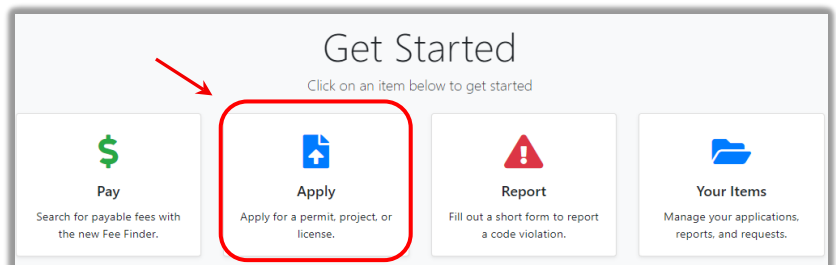 Get Started
Click on an item below to get started
Pay
Search for payable fees with
the new Fee Finder.
Apply
Apply for a permit, project, or
license.
Report
Fill out a short form to report
a code violation.
Your Items
Manage your applications,
reports, and requests.